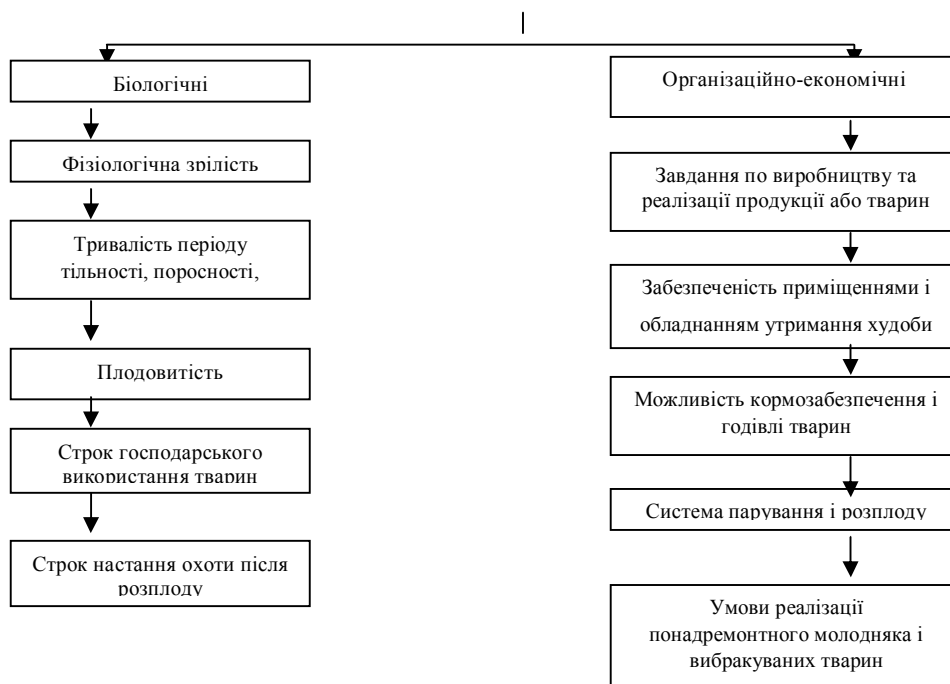 Біологічні
Фізіологічна зрілість
Тривалість періоду
тільності, поросності,
Плодовитість
Строк господарського
використання тварин
Строк настання охоти після
розплоду
Організаційно-економічні
Завдання по виробництву та
реалізації продукції або тварин
Забезпеченість приміщеннями і
обладнанням утримання худоби
Можливість кормозабезпечення і
годівлі тварин
Система парування і розплоду
Умови реалізації
понадремонтного молодняка і
вибракуваних тварин